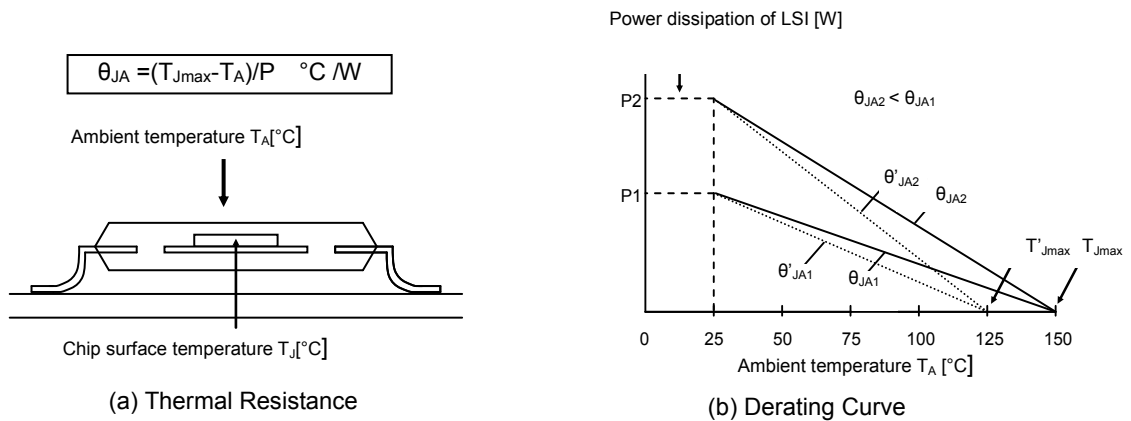 θJA =(TJmax-TA)/P °C /W
Ambient temperature TA[°C]
Chip surface temperature TJ[°C]
(a) Thermal Resistance
Power dissipation of LSI [W]
P2
θJA2 < θJA1
P1
θ'JA2
θJA2
θ'JA1
θJA1
T'Jmax TJmax
0 25 50 75 100 125 150
Ambient temperature TA [°C]
(b) Derating Curve